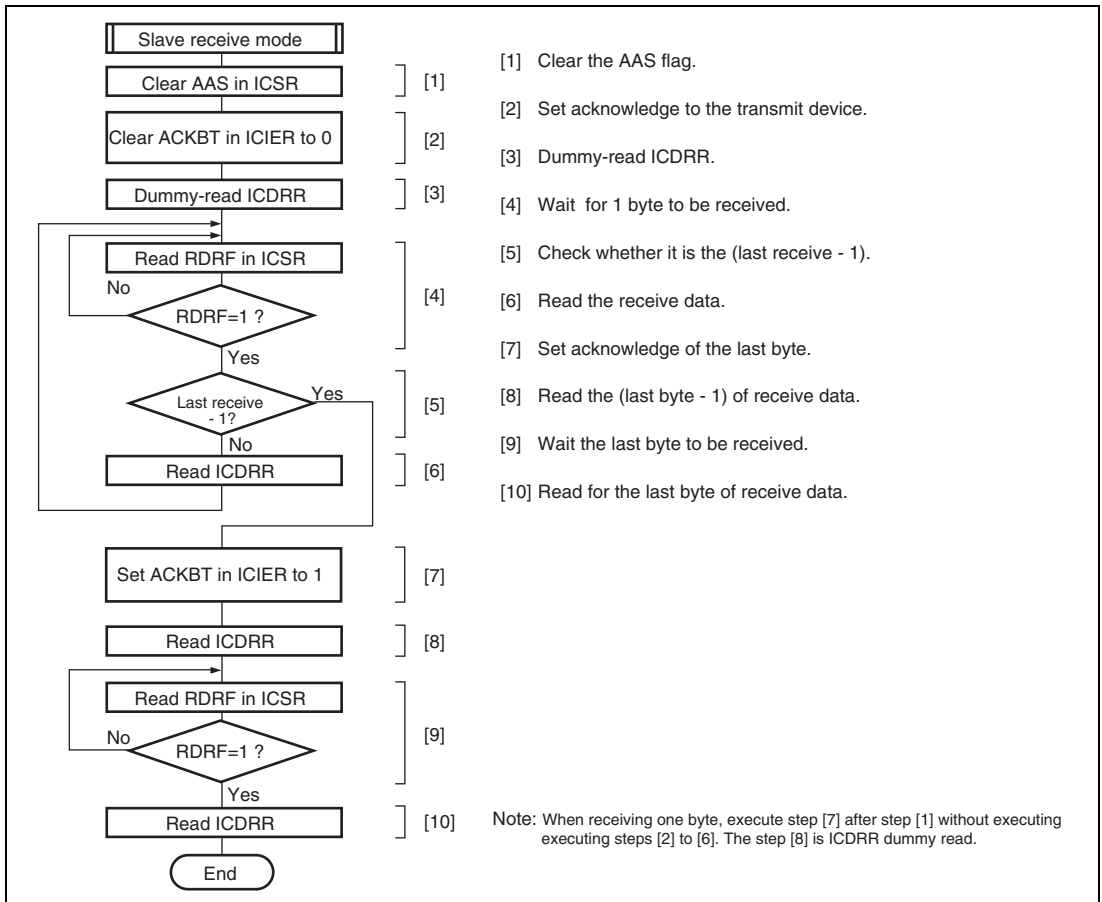 Slave receive mode
Clear AAS in ICSR
[1]
Clear ACKBT in ICIER to 0
[2]
Dummy-read ICDRR
[3]
Read RDRF in ICSR
No
RDRF=1 ?
[4]
Yes
Last receive
- 1?
Yes
[5]
No
Read ICDRR
[6]
Set ACKBT in ICIER to 1
[7]
Read ICDRR
[8]
Read RDRF in ICSR
No
RDRF=1 ?
[9]
Yes
Read ICDRR
[10]
End
[1] Clear the AAS flag.
[2] Set acknowledge to the transmit device.
[3] Dummy-read ICDRR.
[4] Wait for 1 byte to be received.
[5] Check whether it is the (last receive - 1).
[6] Read the receive data.
[7] Set acknowledge of the last byte.
[8] Read the (last byte - 1) of receive data.
[9] Wait the last byte to be received.
[10] Read for the last byte of receive data.
Note: When receiving one byte, execute step [7] after step [1] without executing
executing steps [2] to [6]. The step [8] is ICDRR dummy read.